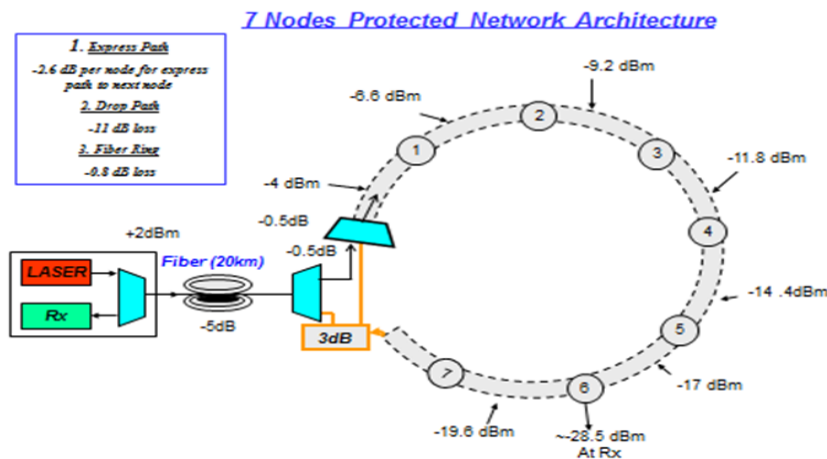 7 Nodes Protected Network Architecture
1. Express Path
-2.6 dB per node for express
path to next node
2. Drop Path
-11 dB loss
3. Fiber Ring
-0.8 dB loss
-9.2 dBm
-6.6 dBm
2
1
3
-11.8 dBm
-4 dBm
-0.5dB
4
+2dBm
-0.5dB
Fiber (20km)
LASER
-14 .4dBm
Rx
-5dB
3dB
5
7
6
-17 dBm
-19.6 dBm
~-28.5 dBm
At Rx